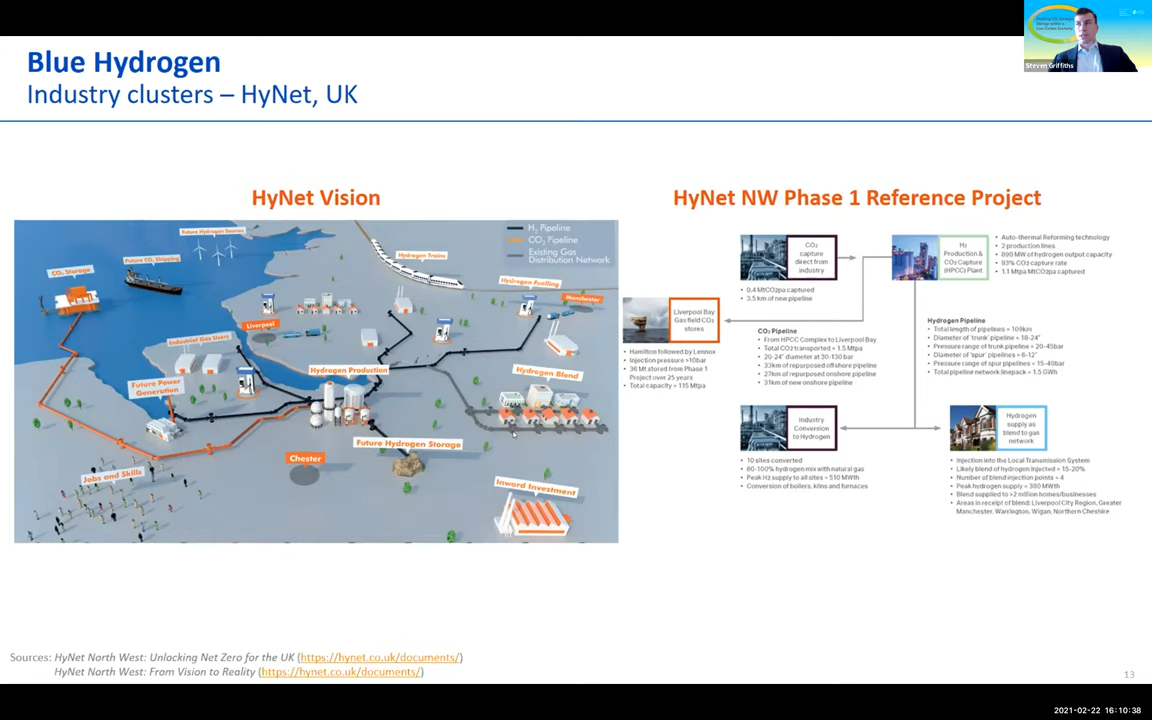 Blue Hydrogen
Industry clusters – HyNet, UK
Steven Griffiths
HyNet Vision
H₂ Pipeline
CO₂ Pipeline
Existing Gas
Distribution Network
Future Hydrogen Sources
CO₂ Storage
Future CO₂ Shipping
Hydrogen Trains
Hydrogen Fuelling
Manchester
Liverpool
Industrial Gas Users
Hydrogen Production
Hydrogen Blend
Future Power
Generation
Future Hydrogen Storage
Chester
Jobs and Skills
Inward Investment
HyNet NW Phase 1 Reference Project
CO₂
capture
direct from
industry
• 0.4 MtCO2pa captured
• 3.5 km of new pipeline
H₂
Production &
CO₂ Capture
(HPCC) Plant
• Auto-thermal Reforming technology
• 2 production lines
• 890 MW of hydrogen output capacity
• 93% CO2 capture rate
• 1.1 Mtpa MtCO2pa captured
Liverpool Bay
Gas field CO₂
stores
• Hamilton followed by Lennox
• Injection pressure >10bar
• 36 Mt stored from Phase 1
Project over 25 years
• Total capacity = 115 Mtpa
CO₂ Pipeline
• From HPCC Complex to Liverpool Bay
• Total CO2 transported = 1.5 Mtpa
• 20-24" diameter at 30-130 bar
• 33km of repurposed offshore pipeline
• 27km of repurposed onshore pipeline
• 31km of new onshore pipeline
Hydrogen Pipeline
• Total length of pipelines = 109km
• Diameter of 'trunk' pipeline = 18-24"
• Pressure range of trunk pipeline = 20-45bar
• Diameter of 'spur' pipelines = 6-12"
• Pressure range of spur pipelines = 15-40bar
• Total pipeline network linepack = 1.5 GWh
Industry
Conversion
to Hydrogen
• 10 sites converted
• 60-100% hydrogen mix with natural gas
• Peak H2 supply to all sites = 510 MWth
• Conversion of boilers, kilns and furnaces
Hydrogen
supply as
blend to gas
network
• Injection into the Local Transmission System
• Likely blend of hydrogen injected = 15-20%
• Number of blend injection points = 4
• Peak hydrogen supply = 380 MWth
• Blend supplied to >2 million homes/businesses
• Areas in receipt of blend: Liverpool City Region, Greater
Manchester, Warrington, Wigan, Northern Cheshire
Sources: HyNet North West: Unlocking Net Zero for the UK (https://hynet.co.uk/documents/)
HyNet North West: From Vision to Reality (https://hynet.co.uk/documents/)
13
2021-02-22 16:10:38